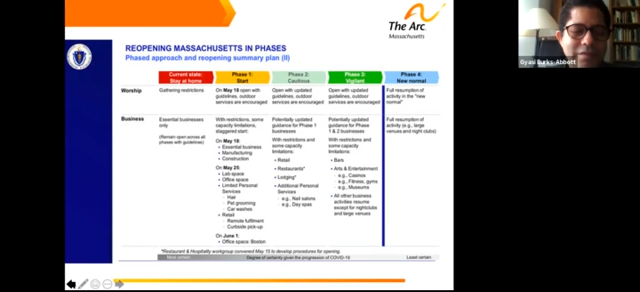 The Arc
Massachusetts
Gyasi Burks-Abbott
REOPENING MASSACHUSETTS IN PHASES
Phased approach and reopening summary plan (II)
Current state:
Stay at home
Phase 1:
Start
Phase 2:
Cautious
Phase 3:
Vigilant
Phase 4:
New normal
Worship
Gathering restrictions
On May 18 open with
guidelines, outdoor
services are encouraged
Open with updated
guidelines, outdoor
services are encouraged
Open with updated
guidelines, outdoor
services are encouraged
Full resumption of
activity in the "new
normal"
Business
Essential businesses
only
(Remain open across all
phases with guidelines)
With restrictions, some
capacity limitations,
staggered start:
On May 18:
• Essential business
• Manufacturing
• Construction
On May 25:
• Lab space
• Office space
• Limited Personal
Services
- Hair
- Pet grooming
- Car washes
• Retail
- Remote fulfilment
- Curbside pick-up
On June 1:
• Office space: Boston
Potentially updated
guidance for Phase 1
businesses
With restrictions and
some capacity
limitations:
• Retail
• Restaurants*
• Lodging*
• Additional Personal
Services
- e.g., Nail salons
- e.g., Day spas
Potentially updated
guidance for Phase
1 & 2 businesses
With restrictions and
some capacity
limitations:
• Bars
• Arts & Entertainment
- e.g., Casinos
- e.g., Fitness, gyms
- e.g., Museums
• All other business
activities resume
except for nightclubs
and large venues
Full resumption of
activity (e.g., large
venues and night clubs)
*Restaurant & Hospitality workgroup convened May 15 to develop procedures for opening.
Most certain
Degree of certainty given the progression of COVID-19
Least certain